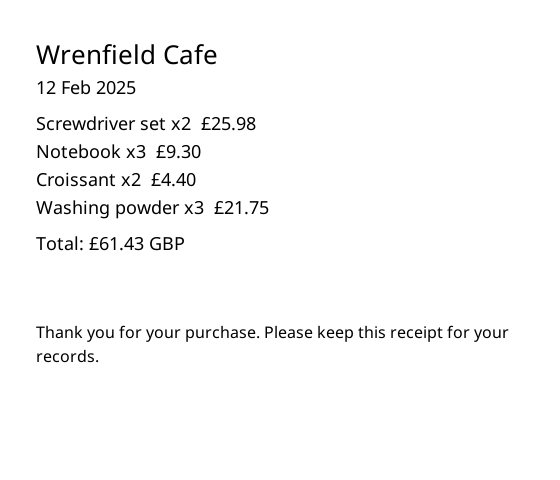 Wrenfield Cafe
12 Feb 2025
Screwdriver set x2 £25.98
Notebook x3 £9.30
Croissant x2 £4.40
Washing powder x3 £21.75
Total: £61.43 GBP
Thank you for your purchase. Please keep this receipt for your
records.